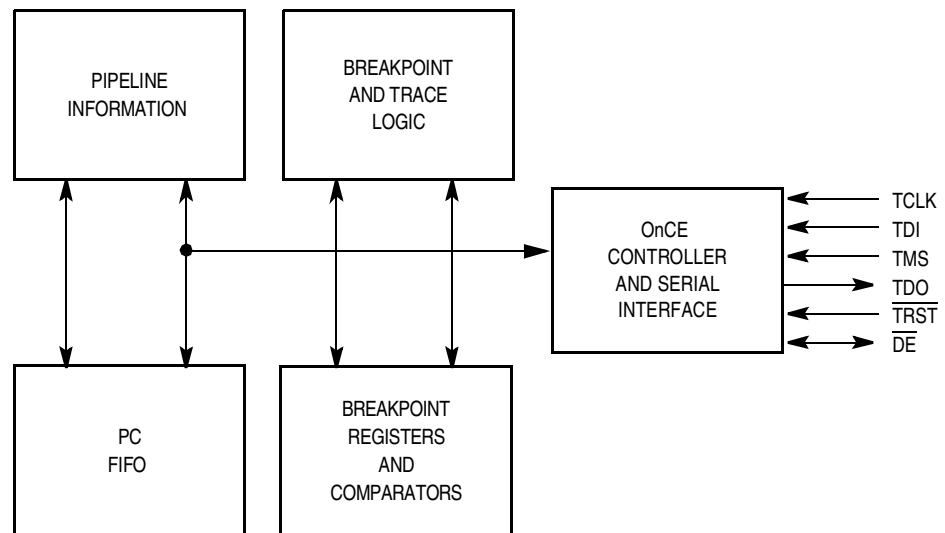 PIPELINE
INFORMATION
BREAKPOINT
AND TRACE
LOGIC
OnCE
CONTROLLER
AND SERIAL
INTERFACE
TCLK
TDI
TMS
TDO
TRST
DE
PC
FIFO
BREAKPOINT
REGISTERS
AND
COMPARATORS